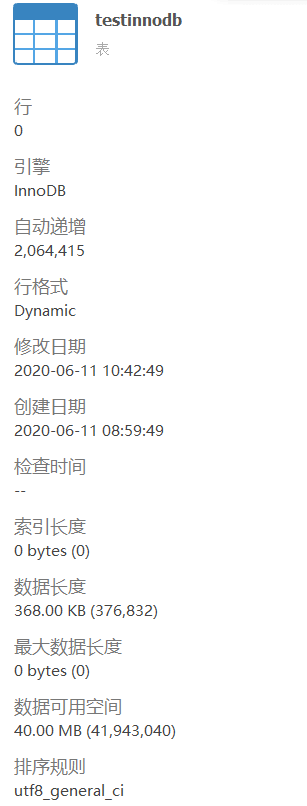 testinnodb
表
行
0
引擎
InnoDB
自动递增
2,064,415
行格式
Dynamic
修改日期
2020-06-11 10:42:49
创建日期
2020-06-11 08:59:49
检查时间
--
索引长度
0 bytes (0)
数据长度
368.00 KB (376,832)
最大数据长度
0 bytes (0)
数据可用空间
40.00 MB (41,943,040)
排序规则
utf8_general_ci